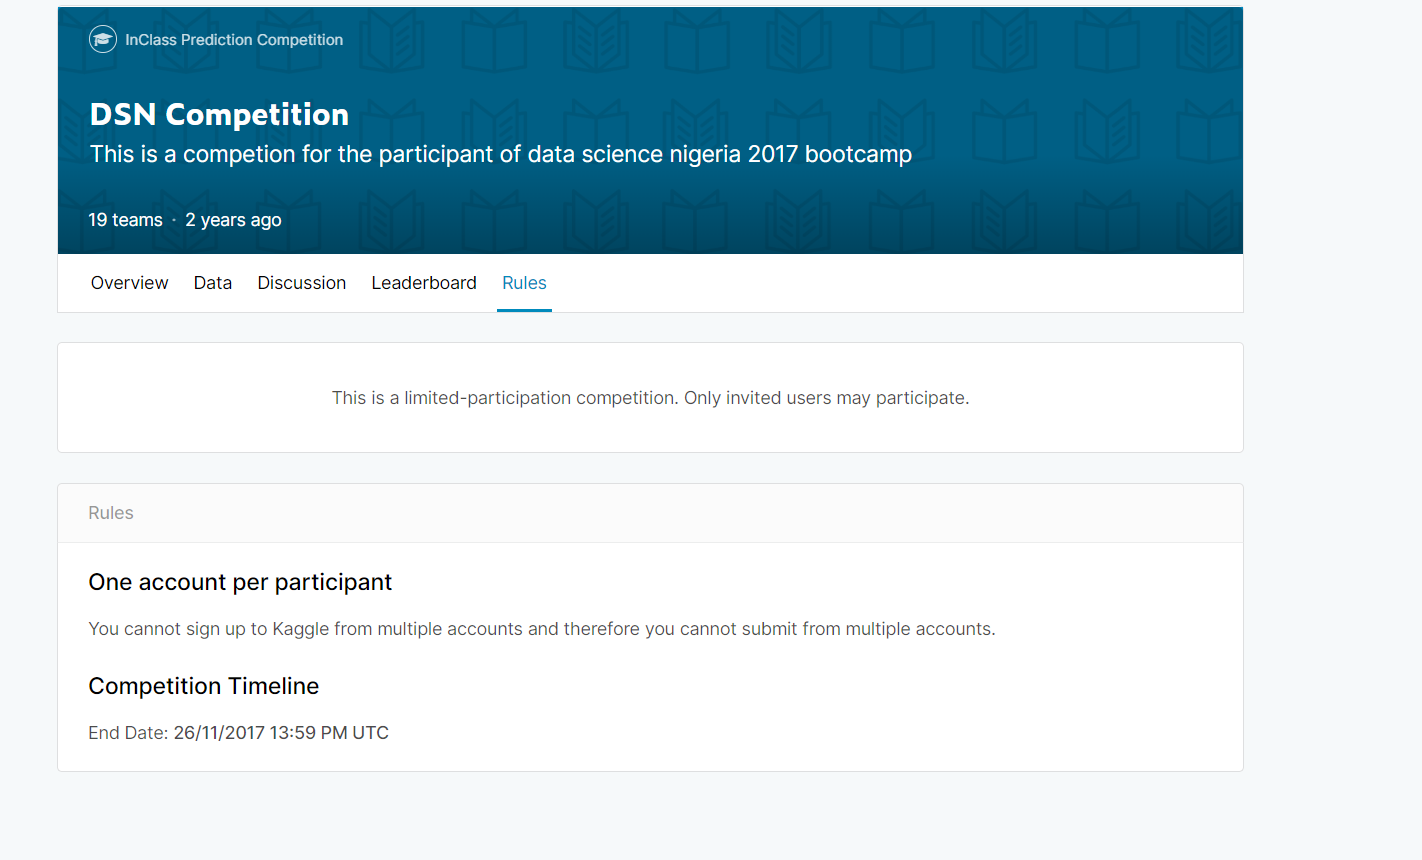 InClass Prediction Competition
DSN Competition
This is a competion for the participant of data science nigeria 2017 bootcamp
19 teams · 2 years ago
Overview Data Discussion Leaderboard Rules
This is a limited-participation competition. Only invited users may participate.
Rules
One account per participant
You cannot sign up to Kaggle from multiple accounts and therefore you cannot submit from multiple accounts.
Competition Timeline
End Date: 26/11/2017 13:59 PM UTC